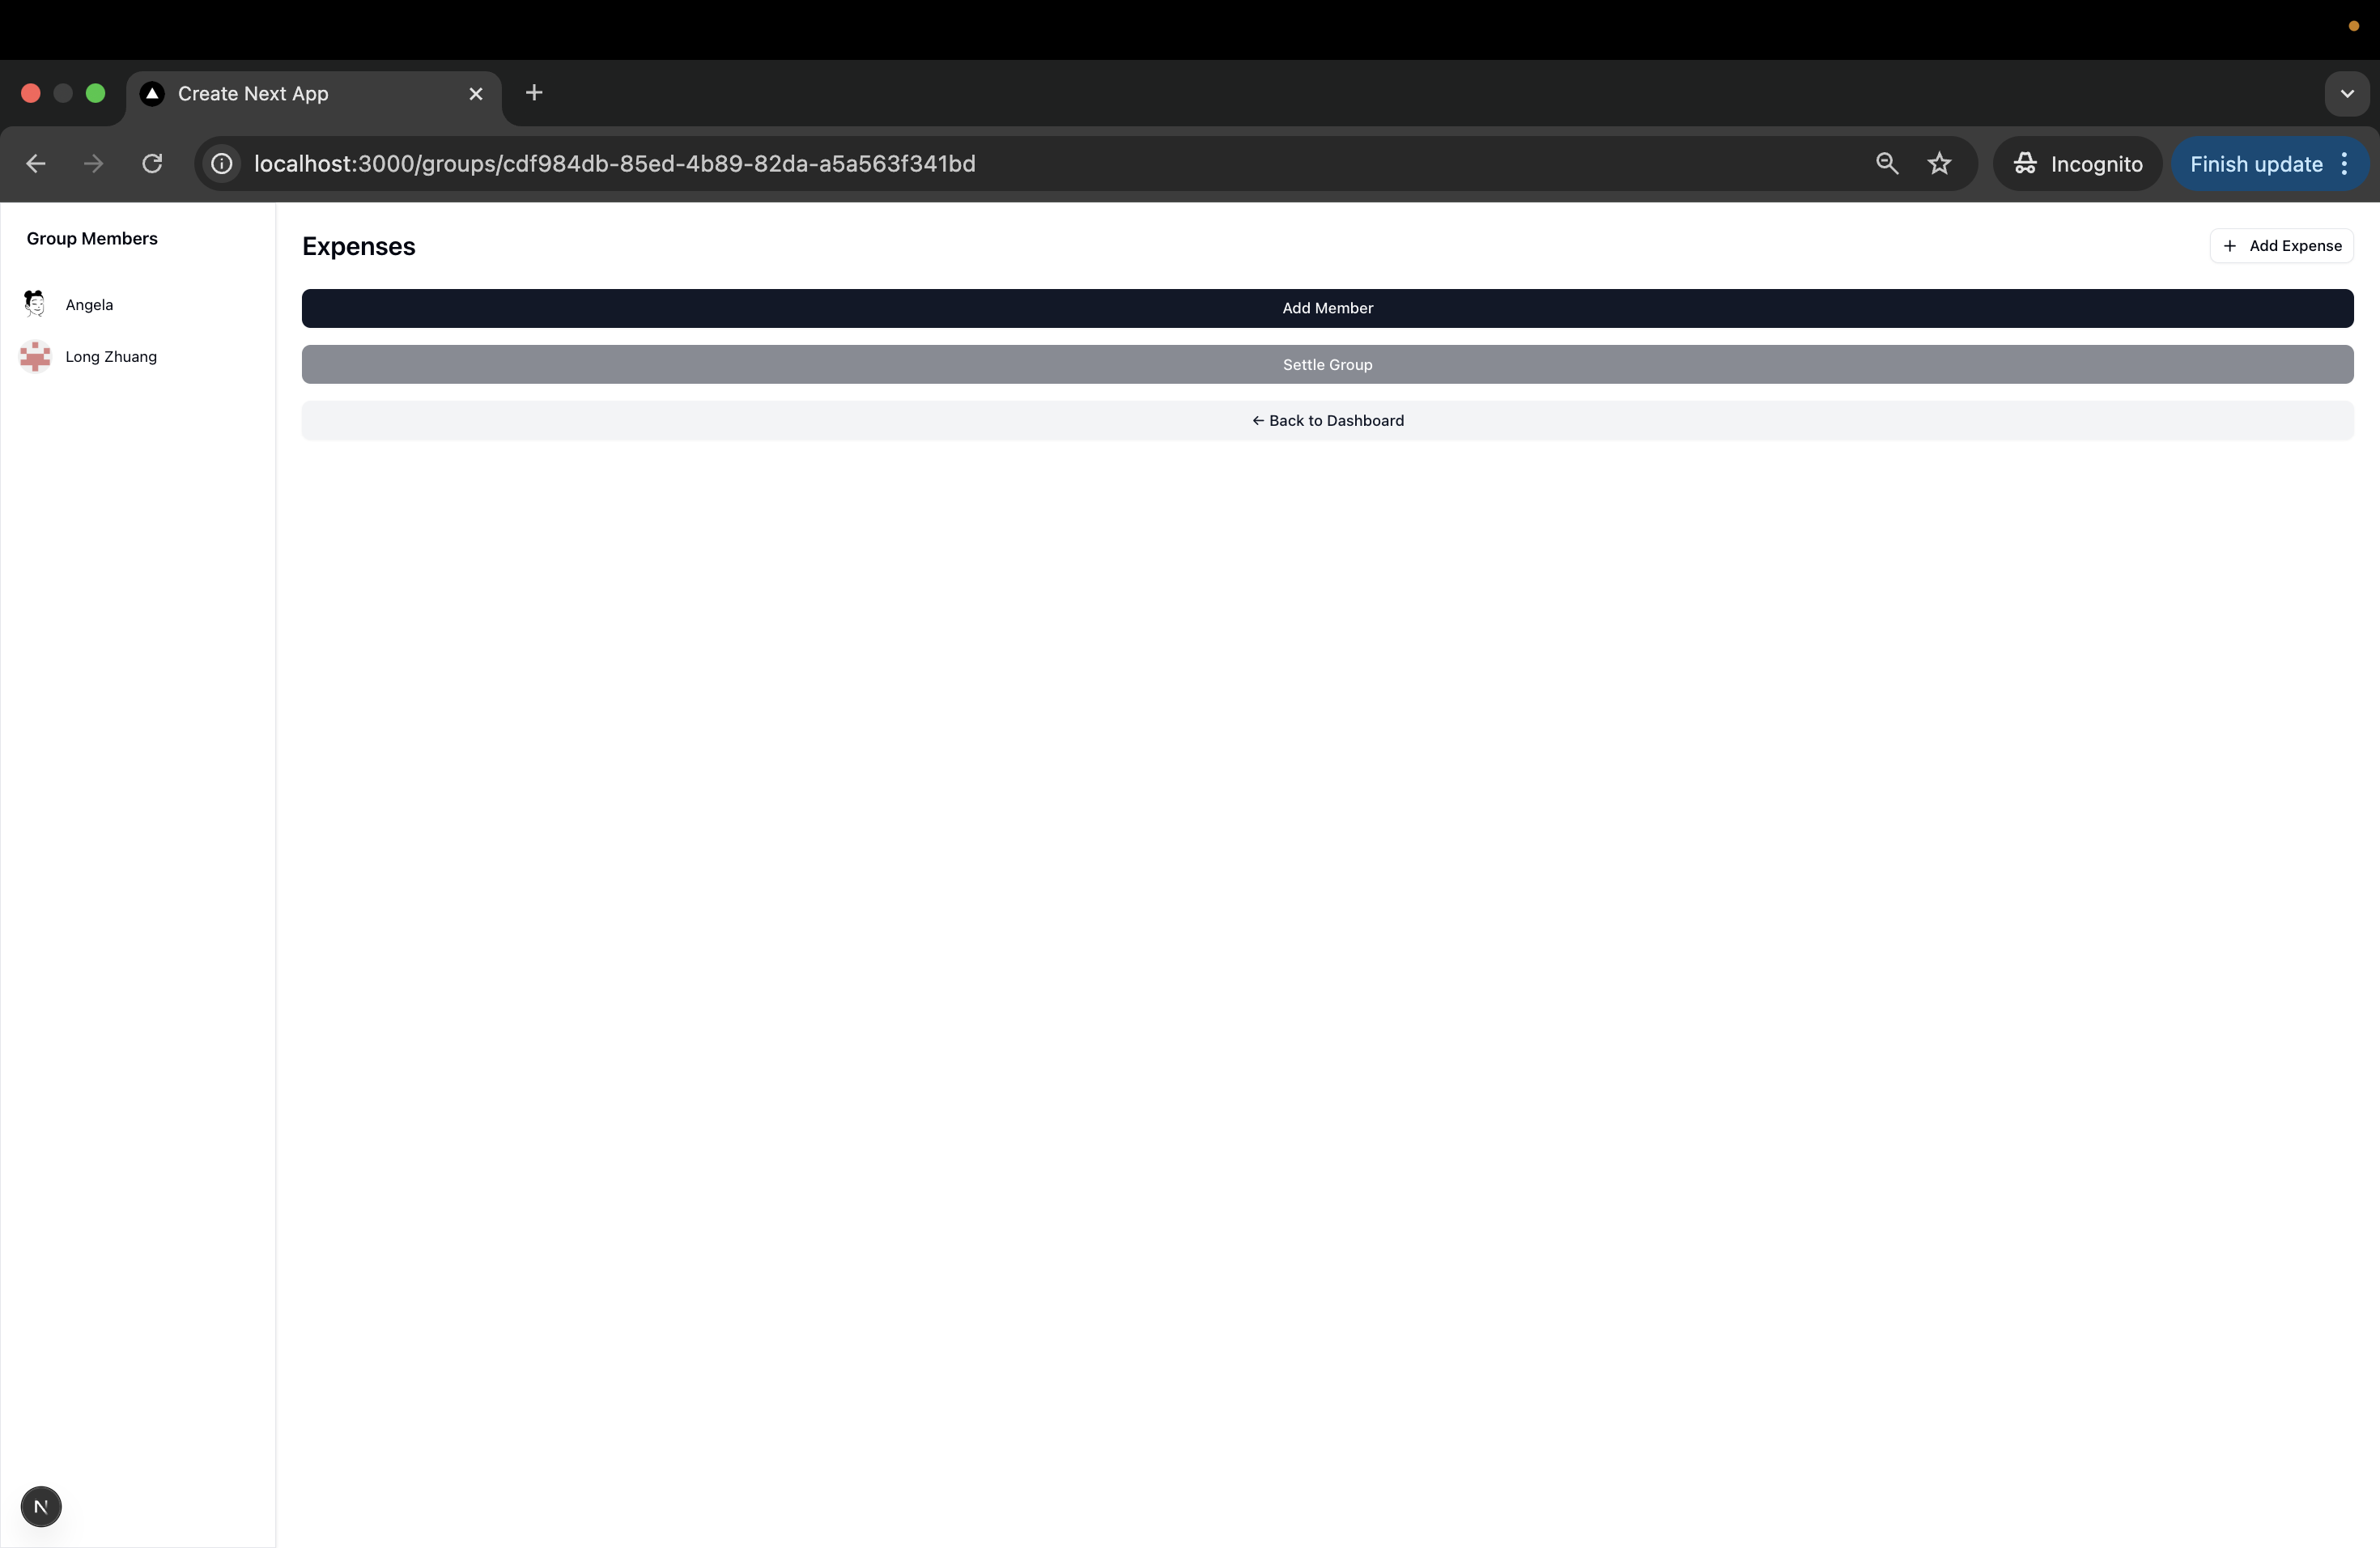 Create Next App
localhost:3000/groups/cdf984db-85ed-4b89-82da-a5a563f341bd
Incognito
Finish update
Group Members
Angela
Long Zhuang
Expenses
+ Add Expense
Add Member
Settle Group
← Back to Dashboard
N